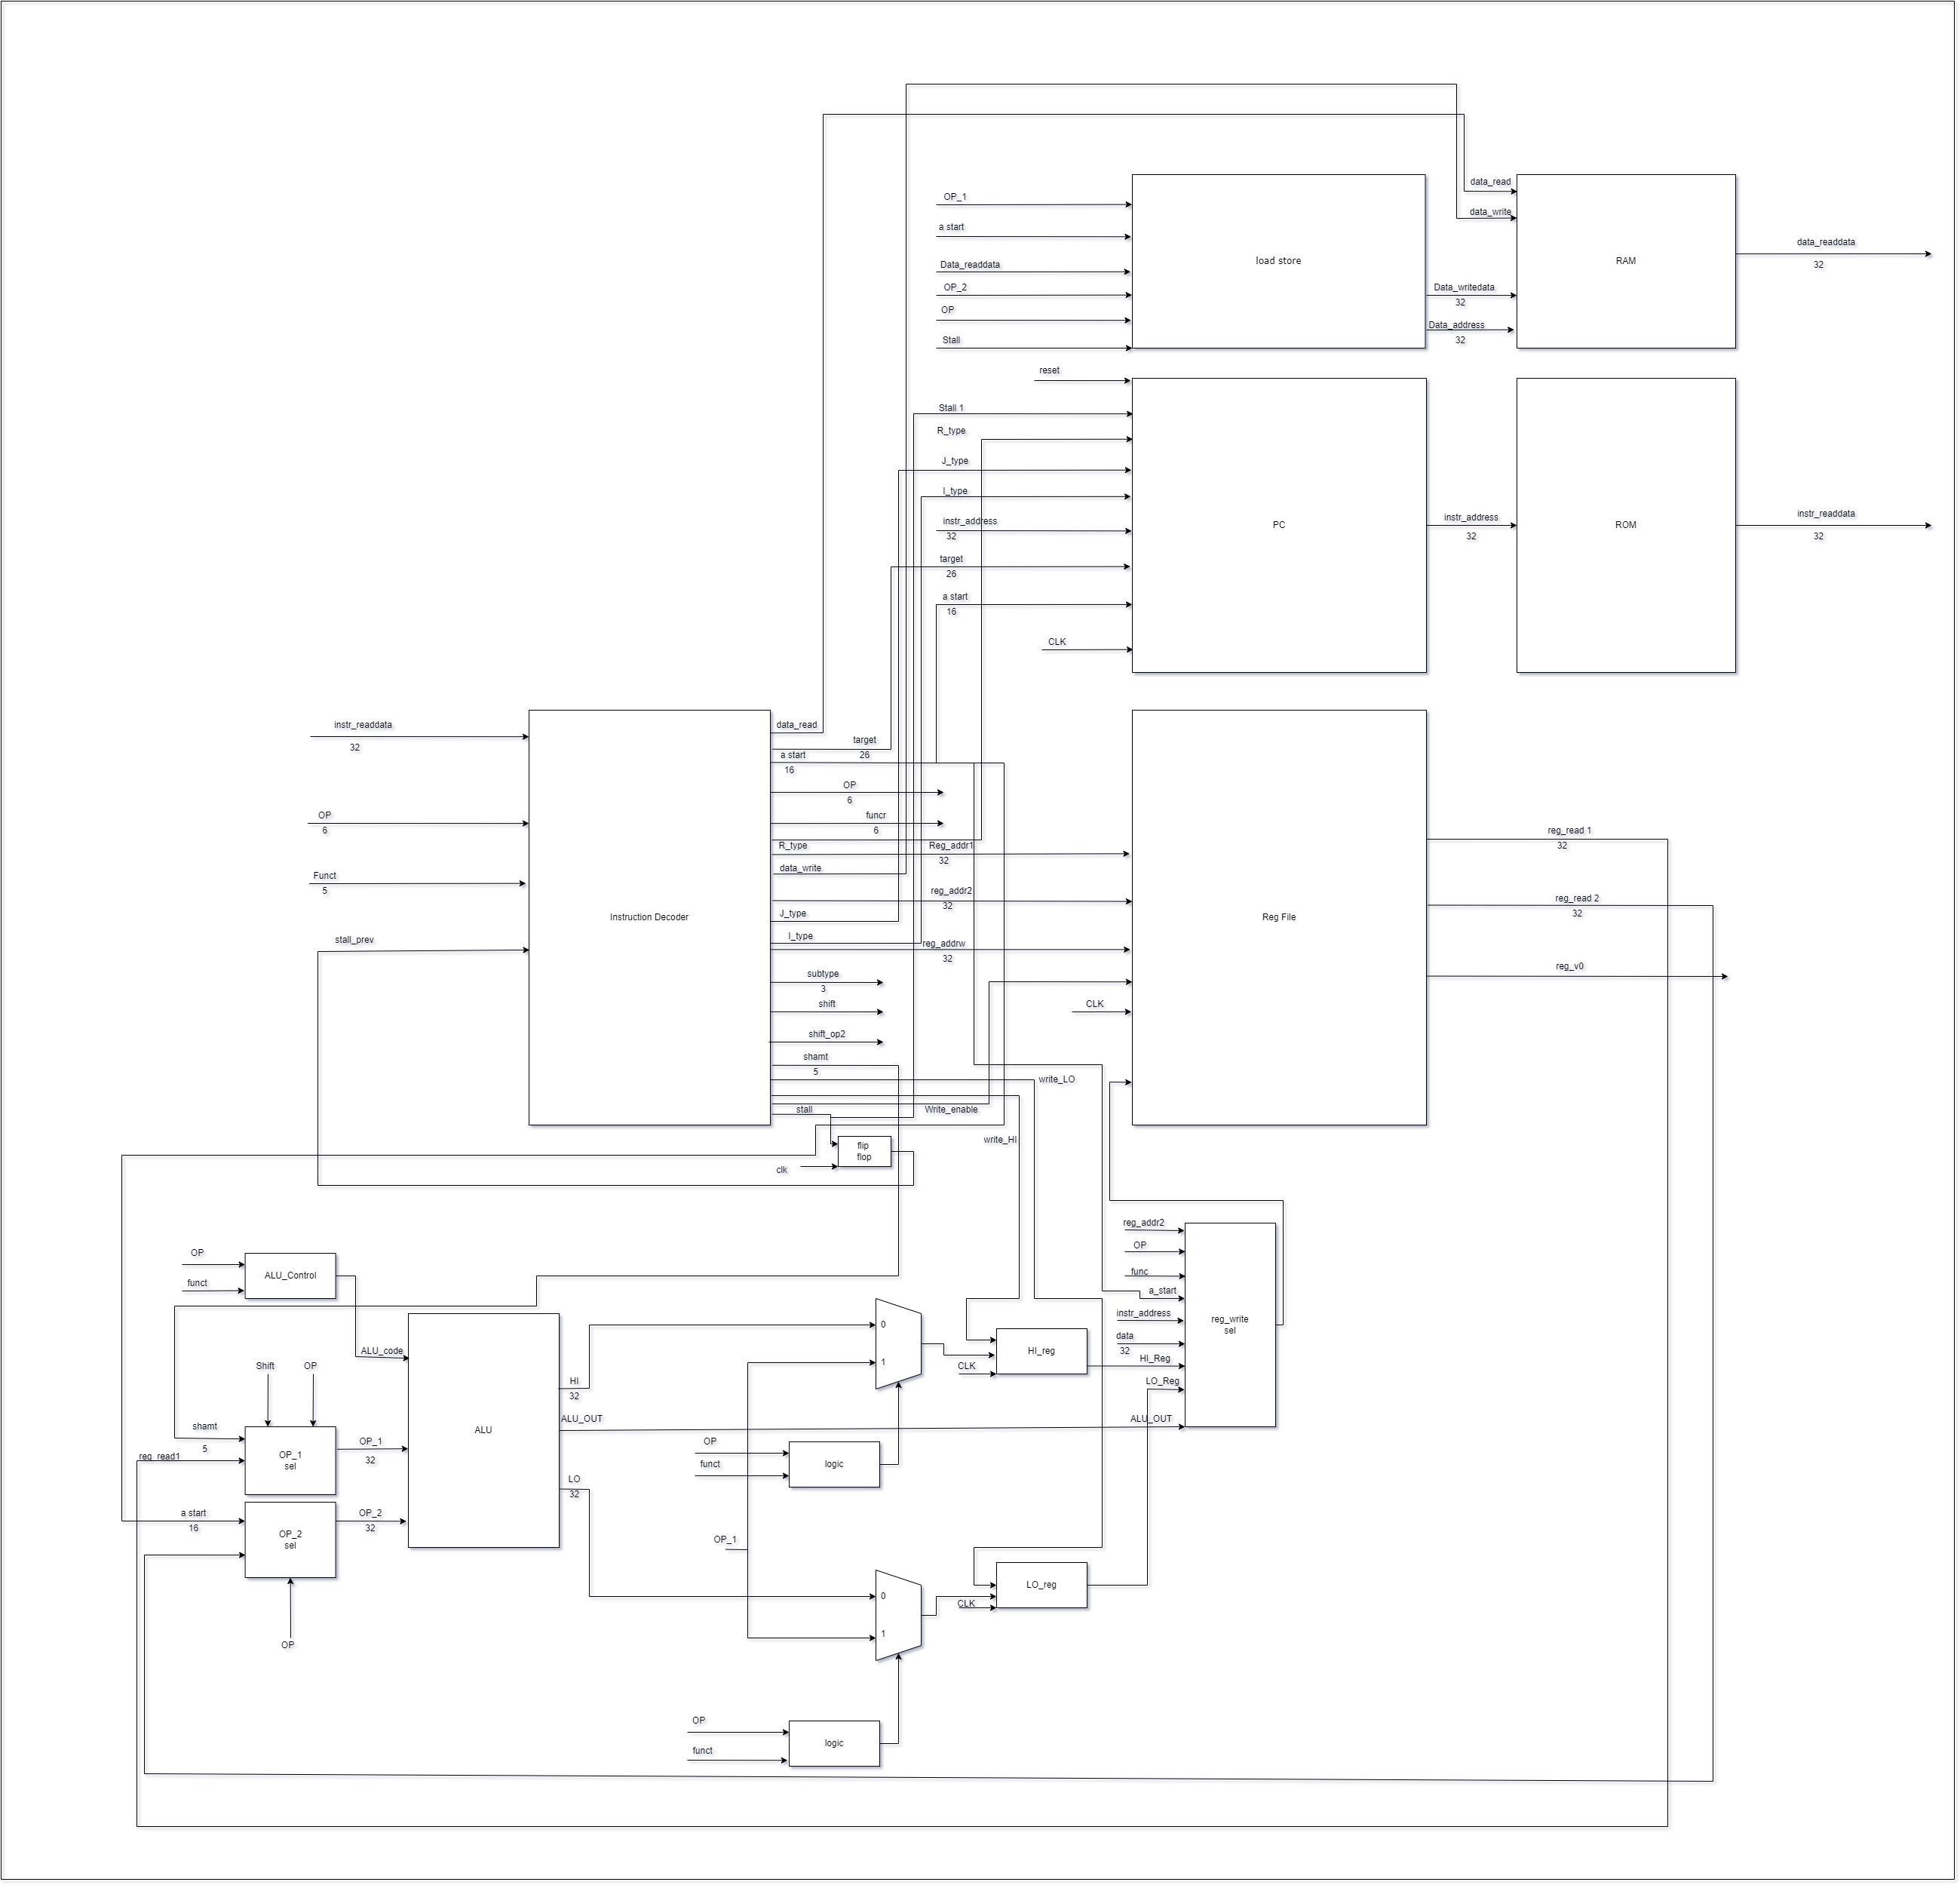 OP_1
a start
Data_readdata
OP_2
OP
Stall
load store
Data_writedata
32
Data_address
32
data_read
data_write
RAM
data_readdata
32
reset
Stall 1
R_type
J_type
I_type
instr_address
32
target
26
a start
16
CLK
PC
instr_address
32
ROM
instr_readdata
32
instr_readdata
32
OP
6
Funct
5
stall_prev
Instruction Decoder
data_read
target
26
a start
16
OP
6
funcr
6
R_type
Reg_addr1
32
data_write
reg_addr2
32
J_type
I_type
reg_addrw
32
subtype
3
shift
shift_op2
shamt
5
write_LO
Write_enable
stall
write_HI
flip
flop
clk
CLK
Reg File
reg_read 1
32
reg_read 2
32
reg_v0
OP
funct
ALU_Control
ALU_code
Shift
OP
shamt
5
reg_read1
OP_1
sel
OP_1
32
a start
16
OP_2
sel
OP_2
32
OP
ALU
HI
32
ALU_OUT
LO
32
0
1
OP
funct
logic
OP_1
0
1
OP
funct
logic
CLK
HI_reg
CLK
LO_reg
reg_addr2
OP
func
a_start
instr_address
data
32
HI_Reg
LO_Reg
ALU_OUT
reg_write
sel